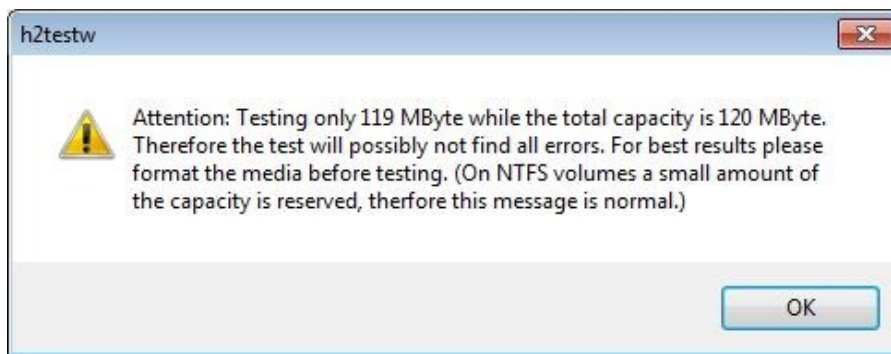 h2testw
Attention: Testing only 119 MByte while the total capacity is 120 MByte.
Therefore the test will possibly not find all errors. For best results please
format the media before testing. (On NTFS volumes a small amount of
the capacity is reserved, therfore this message is normal.)
OK